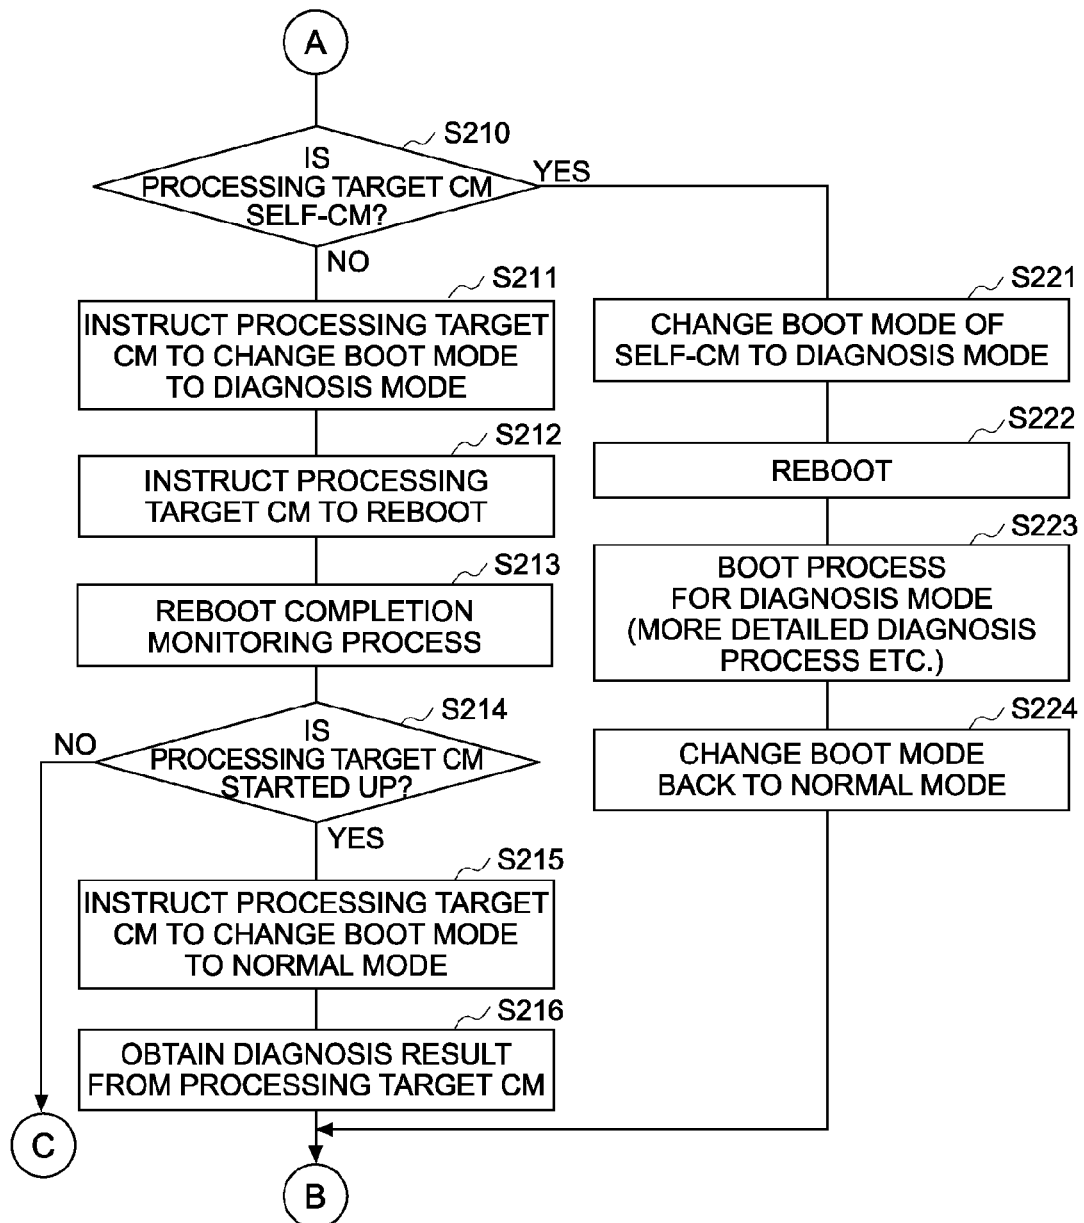 A
S210
IS
PROCESSING TARGET CM
SELF-CM?
YES
NO
S211
INSTRUCT PROCESSING TARGET
CM TO CHANGE BOOT MODE
TO DIAGNOSIS MODE
S212
INSTRUCT PROCESSING
TARGET CM TO REBOOT
S213
REBOOT COMPLETION
MONITORING PROCESS
S214
IS
PROCESSING TARGET CM
STARTED UP?
NO
YES
S215
INSTRUCT PROCESSING TARGET
CM TO CHANGE BOOT MODE
TO NORMAL MODE
S216
OBTAIN DIAGNOSIS RESULT
FROM PROCESSING TARGET CM
S221
CHANGE BOOT MODE OF
SELF-CM TO DIAGNOSIS MODE
S222
REBOOT
S223
BOOT PROCESS
FOR DIAGNOSIS MODE
(MORE DETAILED DIAGNOSIS
PROCESS ETC.)
S224
CHANGE BOOT MODE
BACK TO NORMAL MODE
C
B